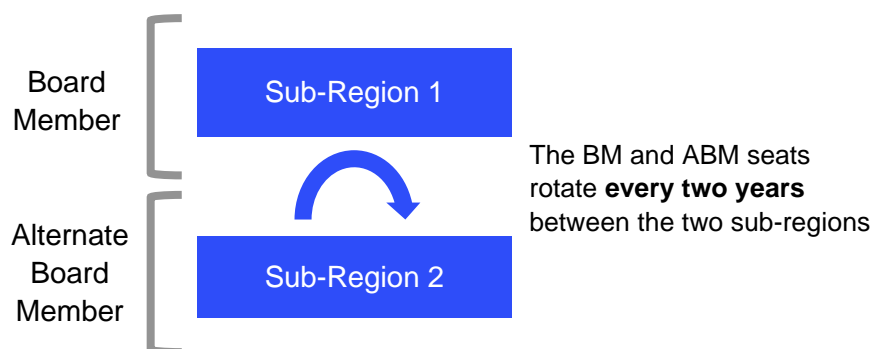 Board
Member
Sub-Region 1
The BM and ABM seats
rotate every two years
between the two sub-regions
Alternate
Board
Member
Sub-Region 2